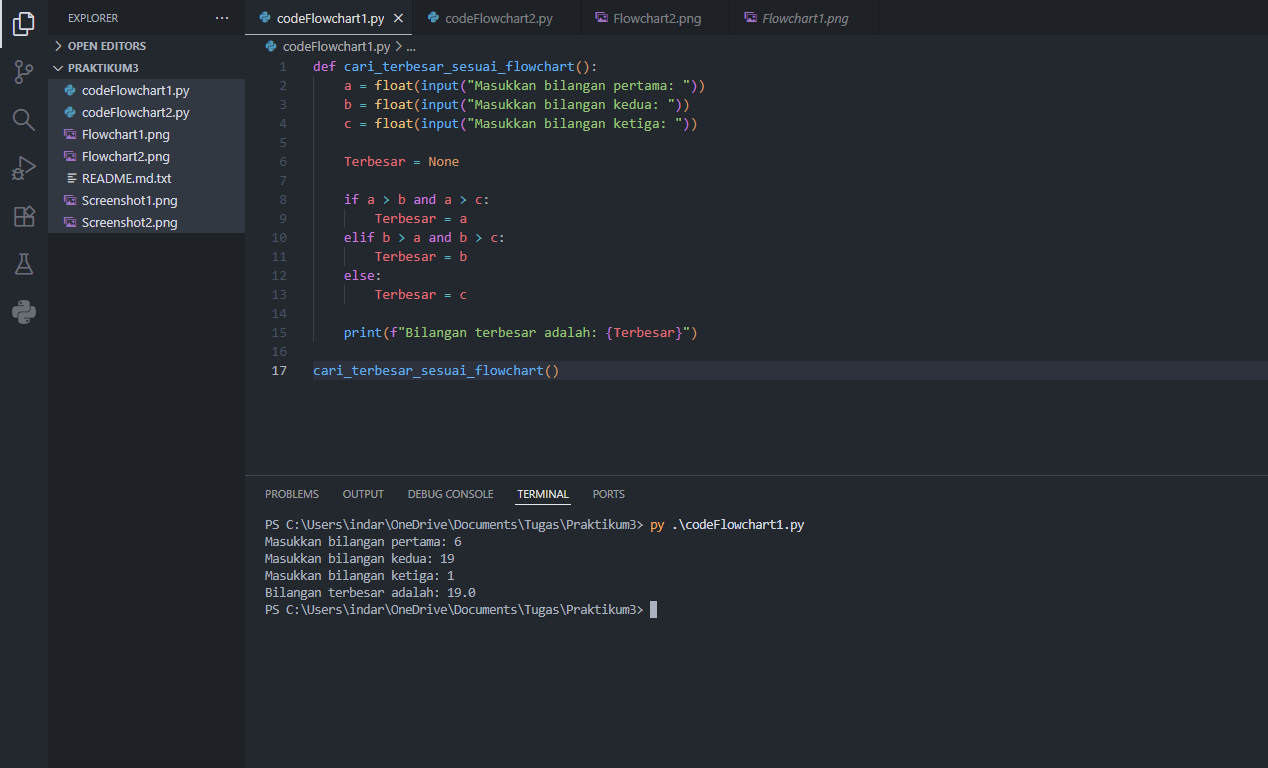 EXPLORER ...
OPEN EDITORS
PRAKTIKUM3
codeFlowchart1.py
codeFlowchart2.py
Flowchart1.png
Flowchart2.png
README.md.txt
Screenshot1.png
Screenshot2.png
codeFlowchart1.py codeFlowchart2.py Flowchart2.png Flowchart1.png
codeFlowchart1.py > ...
1 def cari_terbesar_sesuai_flowchart():
2     a = float(input("Masukkan bilangan pertama: "))
3     b = float(input("Masukkan bilangan kedua: "))
4     c = float(input("Masukkan bilangan ketiga: "))
5
6     Terbesar = None
7
8     if a > b and a > c:
9         Terbesar = a
10     elif b > a and b > c:
11         Terbesar = b
12     else:
13         Terbesar = c
14
15     print(f"Bilangan terbesar adalah: {Terbesar}")
16
17 cari_terbesar_sesuai_flowchart()
PROBLEMS OUTPUT DEBUG CONSOLE TERMINAL PORTS
PS C:\Users\indar\OneDrive\Documents\Tugas\Praktikum3> py .\codeFlowchart1.py
Masukkan bilangan pertama: 6
Masukkan bilangan kedua: 19
Masukkan bilangan ketiga: 1
Bilangan terbesar adalah: 19.0
PS C:\Users\indar\OneDrive\Documents\Tugas\Praktikum3>